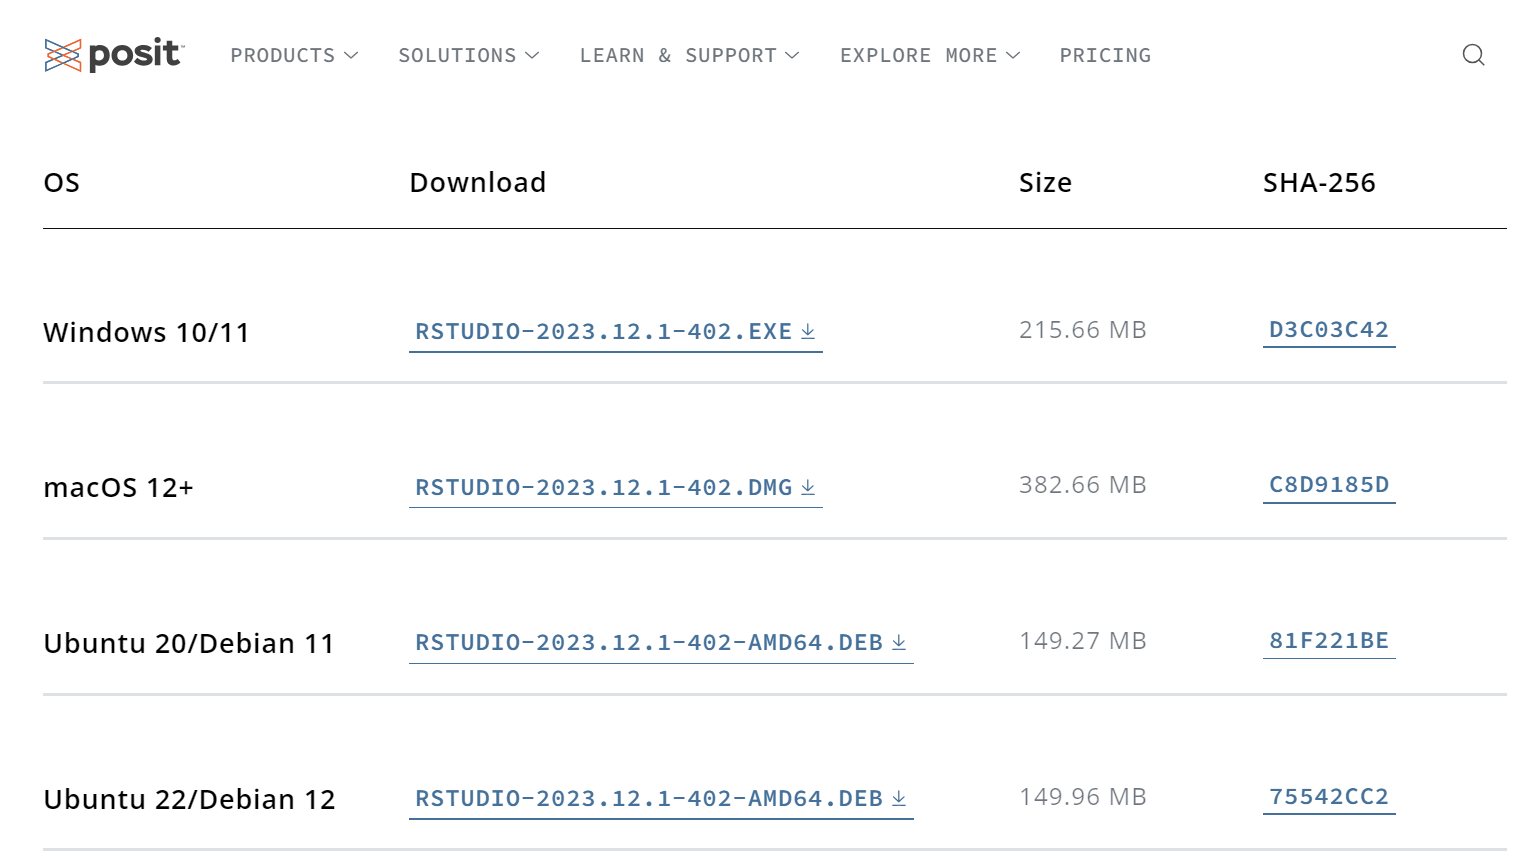 posit™ PRODUCTS SOLUTIONS LEARN & SUPPORT EXPLORE MORE PRICING
OS Download Size SHA-256
Windows 10/11 RSTUDIO-2023.12.1-402.EXE 215.66 MB D3C03C42
macOS 12+ RSTUDIO-2023.12.1-402.DMG 382.66 MB C8D9185D
Ubuntu 20/Debian 11 RSTUDIO-2023.12.1-402-AMD64.DEB 149.27 MB 81F221BE
Ubuntu 22/Debian 12 RSTUDIO-2023.12.1-402-AMD64.DEB 149.96 MB 75542CC2